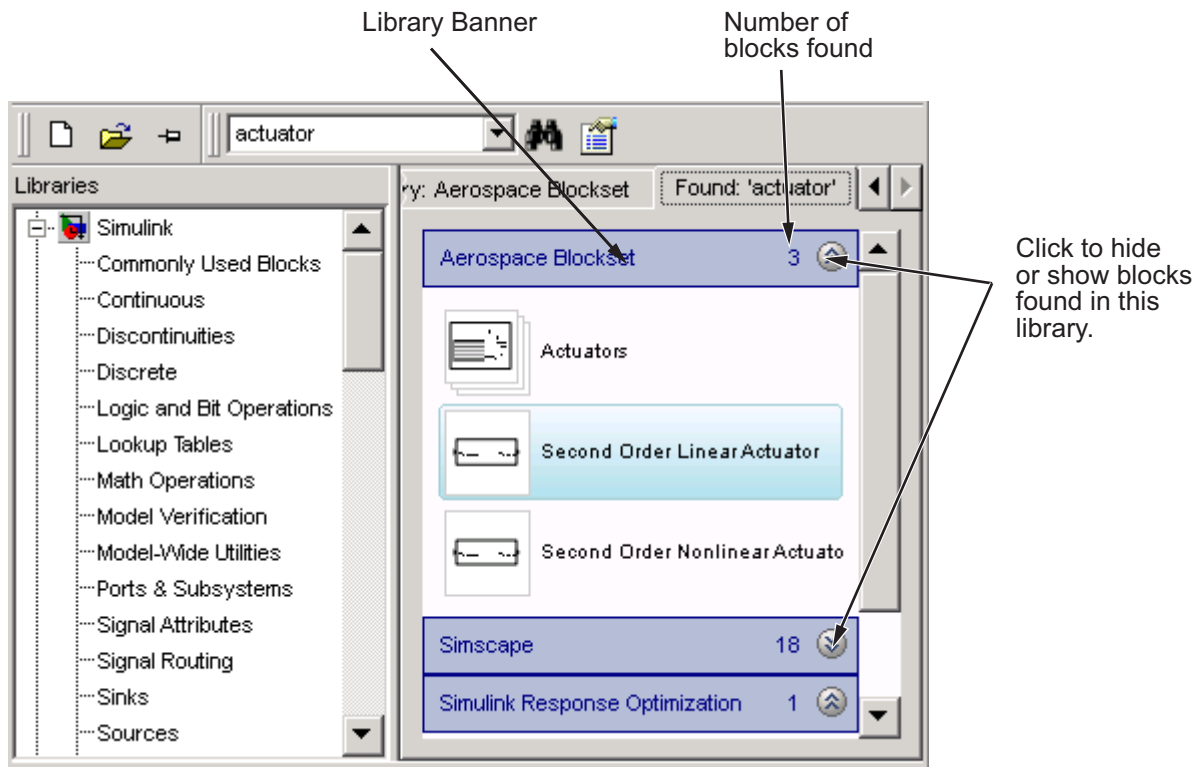 Library Banner
Number of
blocks found
actuator
Libraries
ry: Aerospace Blockset
Found: 'actuator'
Simulink
Commonly Used Blocks
Continuous
Discontinuities
Discrete
Logic and Bit Operations
Lookup Tables
Math Operations
Model Verification
Model-Wide Utilities
Ports & Subsystems
Signal Attributes
Signal Routing
Sinks
Sources
Aerospace Blockset 3
Actuators
Second Order Linear Actuator
Second Order Nonlinear Actuato
Simscape 18
Simulink Response Optimization 1
Click to hide
or show blocks
found in this
library.